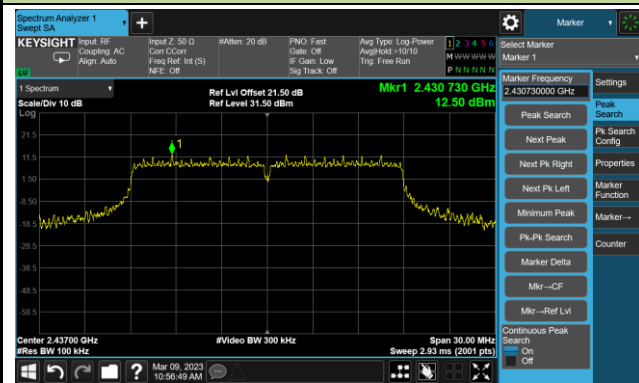 Spectrum Analyzer 1
Swept SA
Marker
KEYSIGHT
Input: RF
Coupling: AC
Align: Auto
Input Z: 50 Ω
Corr CCorr
Freq Ref: Int (S)
NFE: Off
#Atten: 20 dB
PNO: Fast
Gate: Off
IF Gain: Low
Sig Track: Off
Avg Type: Log-Power
Avg|Hold:>10/10
Trig: Free Run
1 2 3 4 5 6
M W W W W W
P N N N N N
LW
Select Marker
Marker 1
Marker Frequency
2.430730000 GHz
Settings
Peak Search
Next Peak
Next Pk Right
Next Pk Left
Minimum Peak
Pk-Pk Search
Marker Delta
Mkr→CF
Mkr→Ref Lvl
Continuous Peak
Search
On
Off
Peak
Search
Pk Search
Config
Properties
Marker
Function
Marker→
Counter
1 Spectrum
Scale/Div 10 dB
Log
Ref Lvl Offset 21.50 dB
Ref Level 31.50 dBm
Mkr1 2.430 730 GHz
12.50 dBm
1
21.5
11.5
1.50
-8.50
-18.5
-28.5
-38.5
-48.5
-58.5
Center 2.43700 GHz
#Res BW 100 kHz
#Video BW 300 kHz
Span 30.00 MHz
Sweep 2.93 ms (2001 pts)
?
Mar 09, 2023
10:56:49 AM